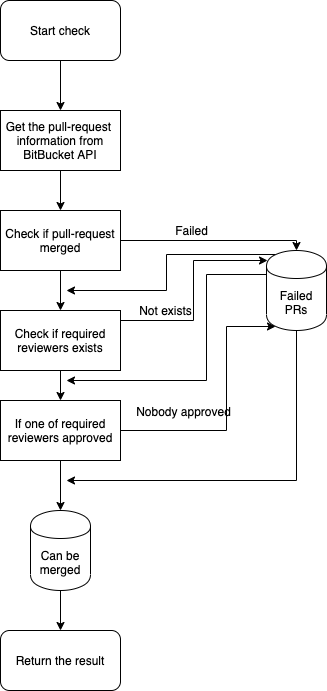 Start check
Get the pull-request
information from
BitBucket API
Check if pull-request
merged
Failed
Failed
PRs
Not exists
Check if required
reviewers exists
Nobody approved
If one of required
reviewers approved
Can be
merged
Return the result